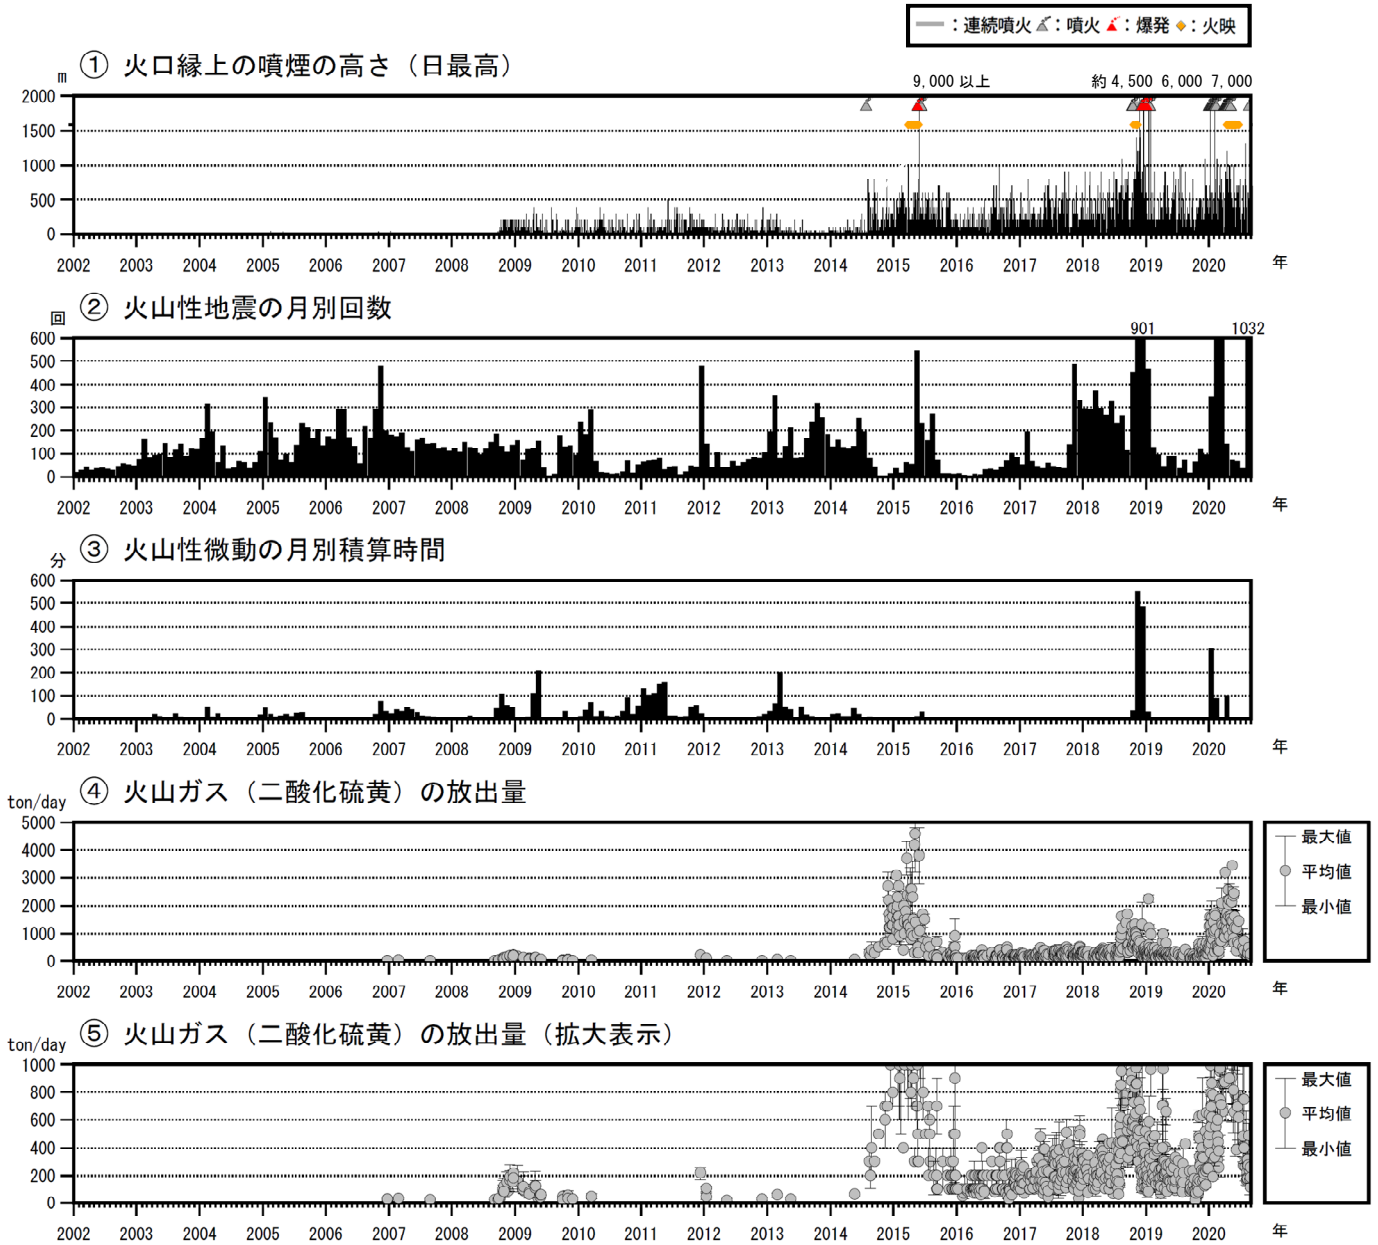 ：連続噴火 ：噴火 ：爆発 ：火映
① 火口縁上の噴煙の高さ（日最高）
m
9,000 以上 約 4,500 6,000 7,000
2000
1500
1000
500
0
2002 2003 2004 2005 2006 2007 2008 2009 2010 2011 2012 2013 2014 2015 2016 2017 2018 2019 2020 年
② 火山性地震の月別回数
回
901 1032
600
500
400
300
200
100
0
2002 2003 2004 2005 2006 2007 2008 2009 2010 2011 2012 2013 2014 2015 2016 2017 2018 2019 2020 年
③ 火山性微動の月別積算時間
分
600
500
400
300
200
100
0
2002 2003 2004 2005 2006 2007 2008 2009 2010 2011 2012 2013 2014 2015 2016 2017 2018 2019 2020 年
④ 火山ガス（二酸化硫黄）の放出量
ton/day
5000
4000
3000
2000
1000
0
最大値
平均値
最小値
2002 2003 2004 2005 2006 2007 2008 2009 2010 2011 2012 2013 2014 2015 2016 2017 2018 2019 2020 年
⑤ 火山ガス（二酸化硫黄）の放出量（拡大表示）
ton/day
1000
800
600
400
200
0
最大値
平均値
最小値
2002 2003 2004 2005 2006 2007 2008 2009 2010 2011 2012 2013 2014 2015 2016 2017 2018 2019 2020 年